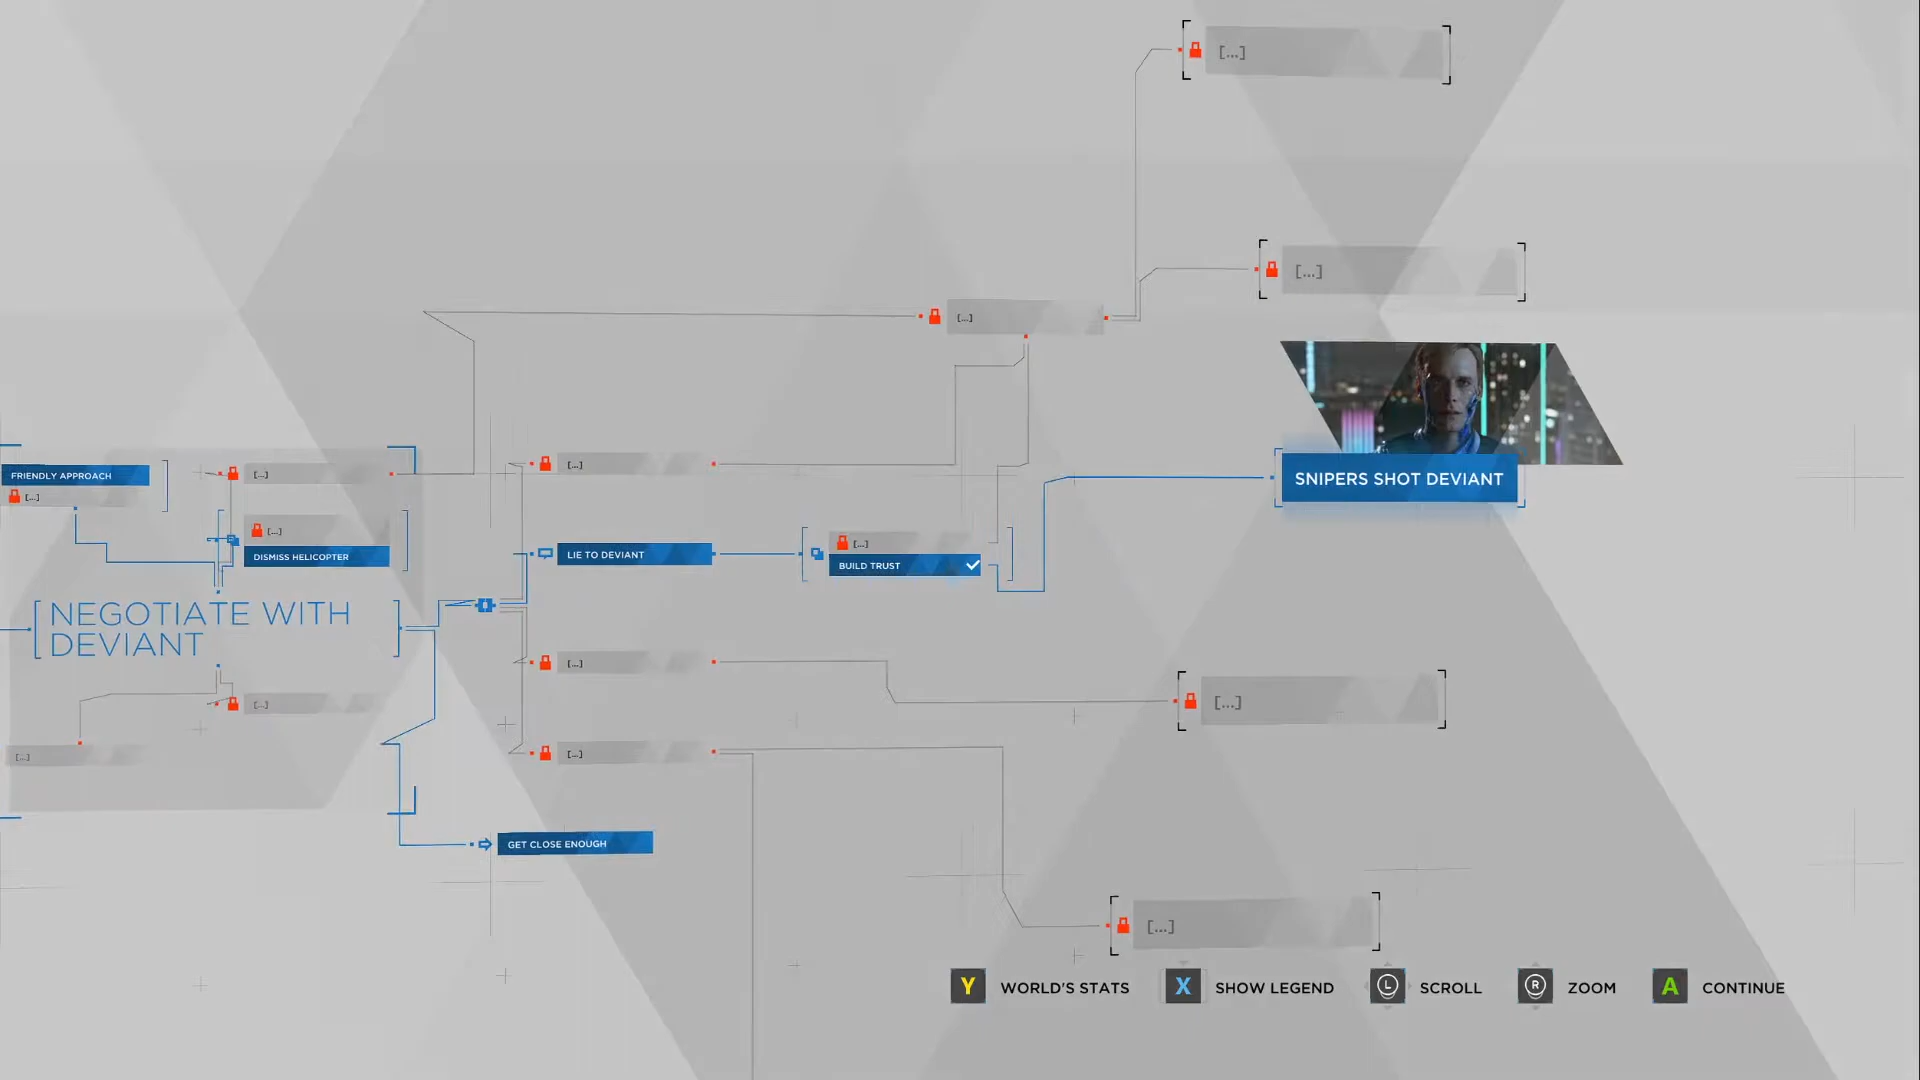 [...]
[...]
[...]
FRIENDLY APPROACH
[...]
[...]
[...]
DISMISS HELICOPTER
[...]
LIE TO DEVIANT
[...]
BUILD TRUST
SNIPERS SHOT DEVIANT
NEGOTIATE WITH
DEVIANT
[...]
[...]
[...]
[...]
[...]
[...]
GET CLOSE ENOUGH
[...]
Y WORLD'S STATS X SHOW LEGEND L SCROLL R ZOOM A CONTINUE